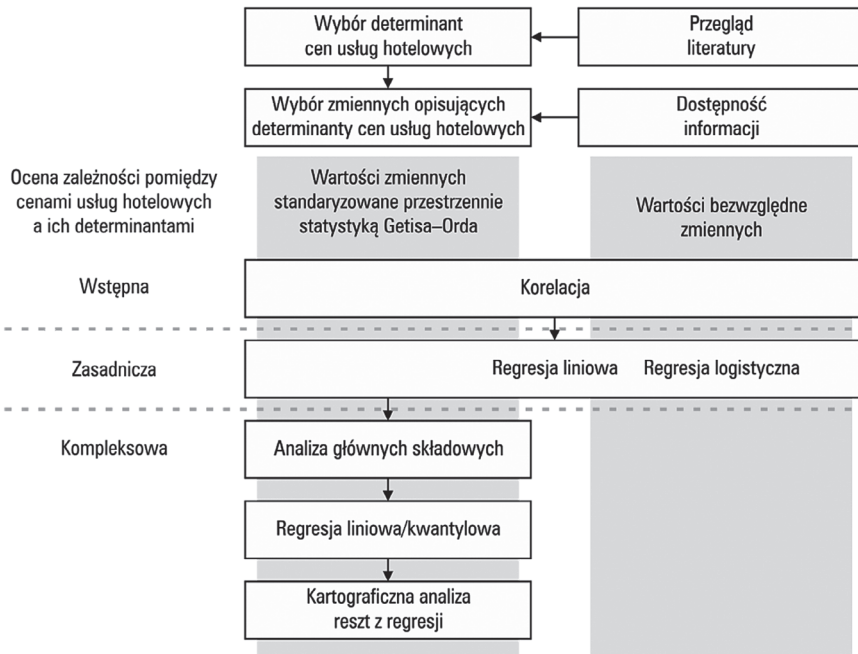 Wybór determinant
cen usług hotelowych
Przegląd
literatury
Wybór zmiennych opisujących
determinanty cen usług hotelowych
Dostępność
informacji
Ocena zależności pomiędzy
cenami usług hotelowych
a ich determinantami
Wartości zmiennych
standaryzowane przestrzennie
statystyką Getisa–Orda
Wartości bezwzględne
zmiennych
Wstępna
Korelacja
Zasadnicza
Regresja liniowa
Regresja logistyczna
Kompleksowa
Analiza głównych składowych
Regresja liniowa/kwantylowa
Kartograficzna analiza
reszt z regresji